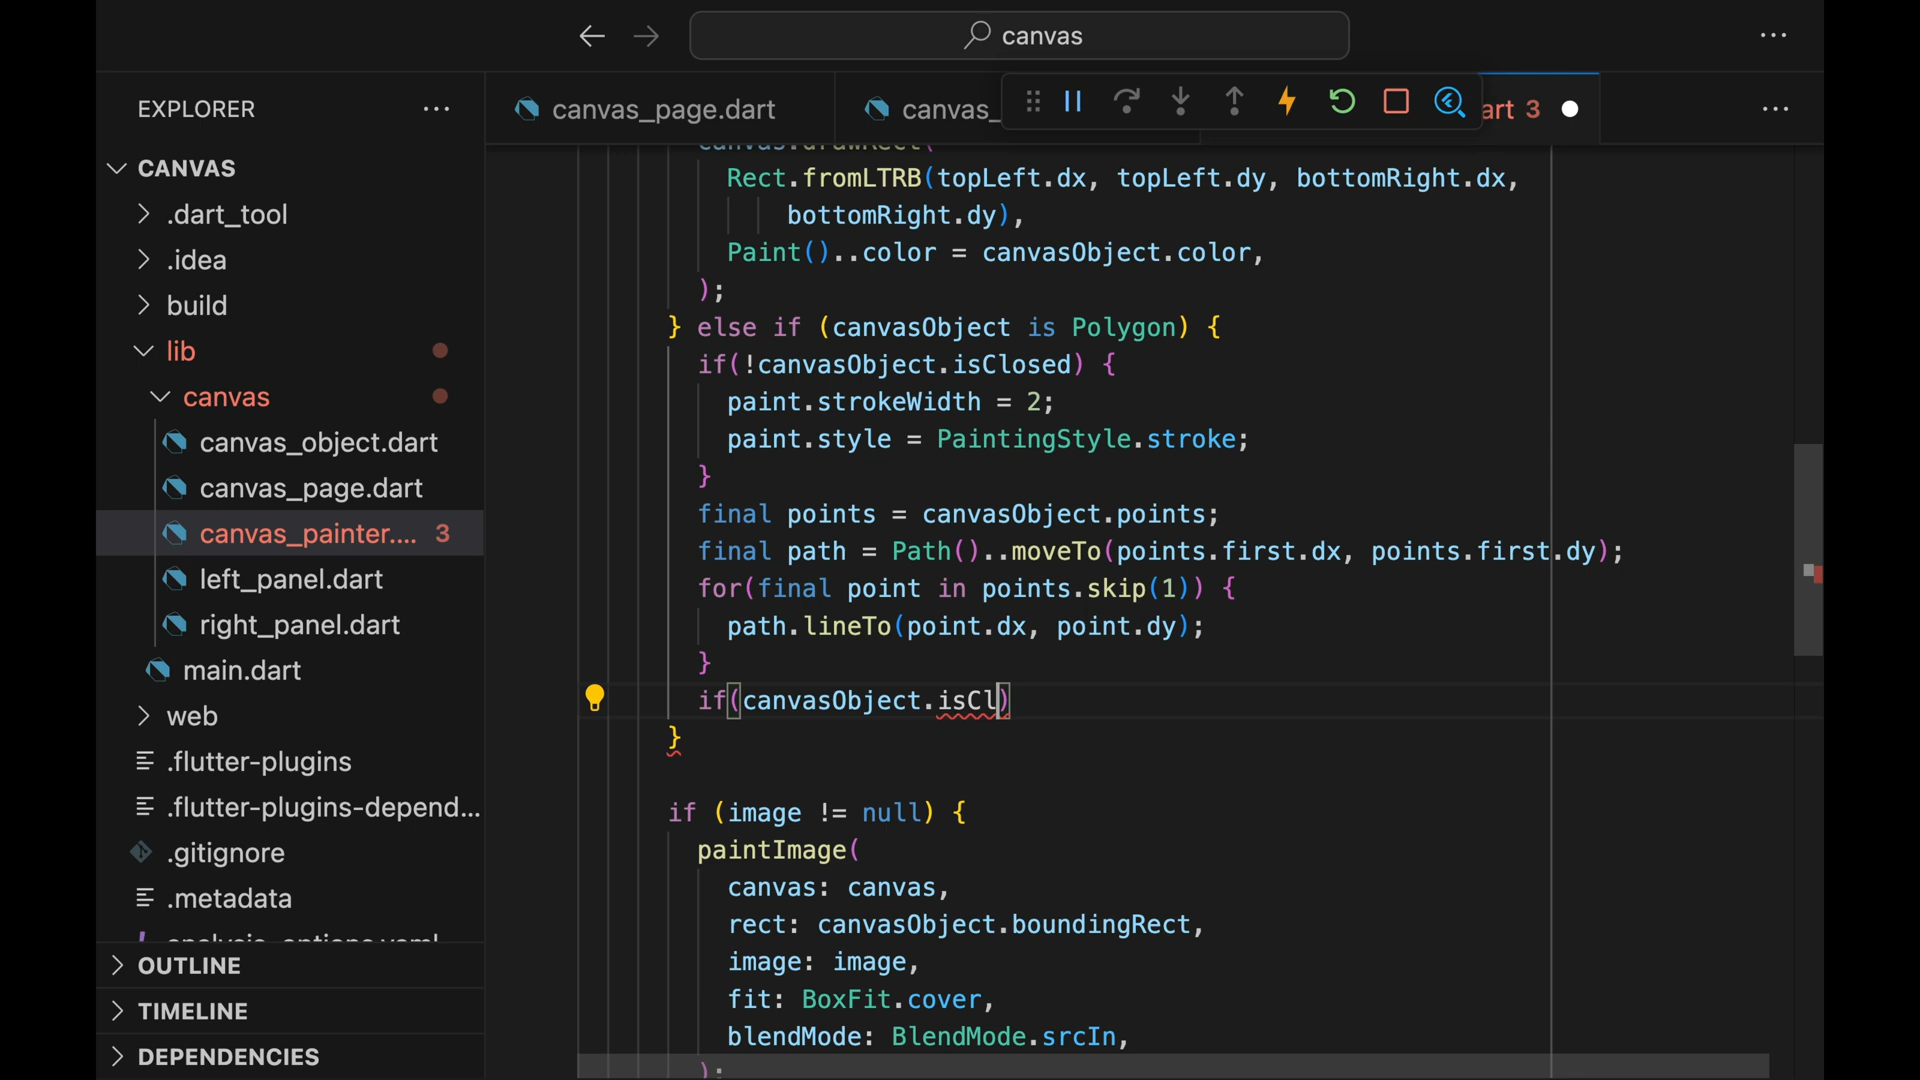 canvas
EXPLORER
canvas_page.dart
canvas_
art 3
CANVAS
.dart_tool
.idea
build
lib
canvas
canvas_object.dart
canvas_page.dart
canvas_painter.... 3
left_panel.dart
right_panel.dart
main.dart
web
.flutter-plugins
.flutter-plugins-depend...
.gitignore
.metadata
analysis_options.yaml
OUTLINE
TIMELINE
DEPENDENCIES
canvas.drawRect(
Rect.fromLTRB(topLeft.dx, topLeft.dy, bottomRight.dx,
bottomRight.dy),
Paint()..color = canvasObject.color,
);
} else if (canvasObject is Polygon) {
if(!canvasObject.isClosed) {
paint.strokeWidth = 2;
paint.style = PaintingStyle.stroke;
}
final points = canvasObject.points;
final path = Path()..moveTo(points.first.dx, points.first.dy);
for(final point in points.skip(1)) {
path.lineTo(point.dx, point.dy);
}
if(canvasObject.isCl)
}
if (image != null) {
paintImage(
canvas: canvas,
rect: canvasObject.boundingRect,
image: image,
fit: BoxFit.cover,
blendMode: BlendMode.srcIn,
);